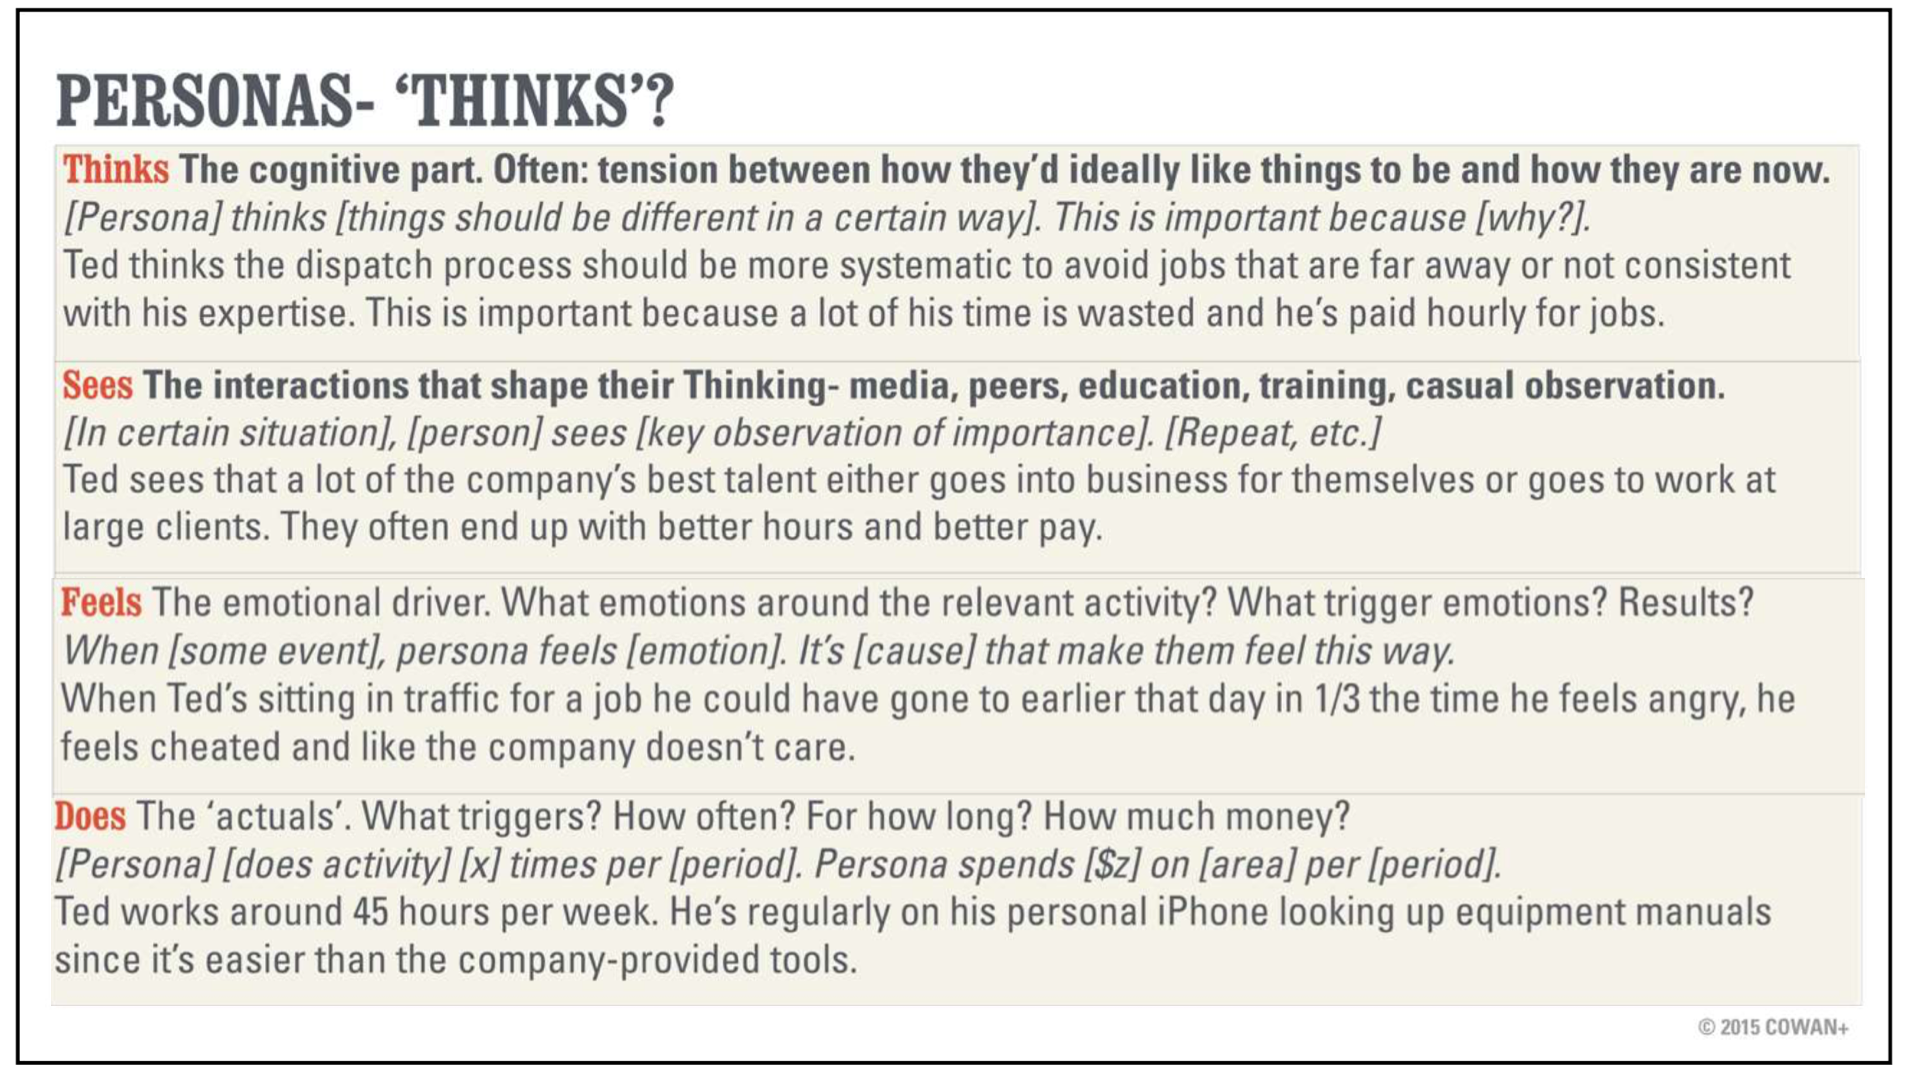 PERSONAS- ‘THINKS’?
Thinks The cognitive part. Often: tension between how they’d ideally like things to be and how they are now.
[Persona] thinks [things should be different in a certain way]. This is important because [why?].
Ted thinks the dispatch process should be more systematic to avoid jobs that are far away or not consistent
with his expertise. This is important because a lot of his time is wasted and he’s paid hourly for jobs.
Sees The interactions that shape their Thinking- media, peers, education, training, casual observation.
[In certain situation], [person] sees [key observation of importance]. [Repeat, etc.]
Ted sees that a lot of the company’s best talent either goes into business for themselves or goes to work at
large clients. They often end up with better hours and better pay.
Feels The emotional driver. What emotions around the relevant activity? What trigger emotions? Results?
When [some event], persona feels [emotion]. It’s [cause] that make them feel this way.
When Ted’s sitting in traffic for a job he could have gone to earlier that day in 1/3 the time he feels angry, he
feels cheated and like the company doesn’t care.
Does The ‘actuals’. What triggers? How often? For how long? How much money?
[Persona] [does activity] [x] times per [period]. Persona spends [$z] on [area] per [period].
Ted works around 45 hours per week. He’s regularly on his personal iPhone looking up equipment manuals
since it’s easier than the company-provided tools.
© 2015 COWAN+